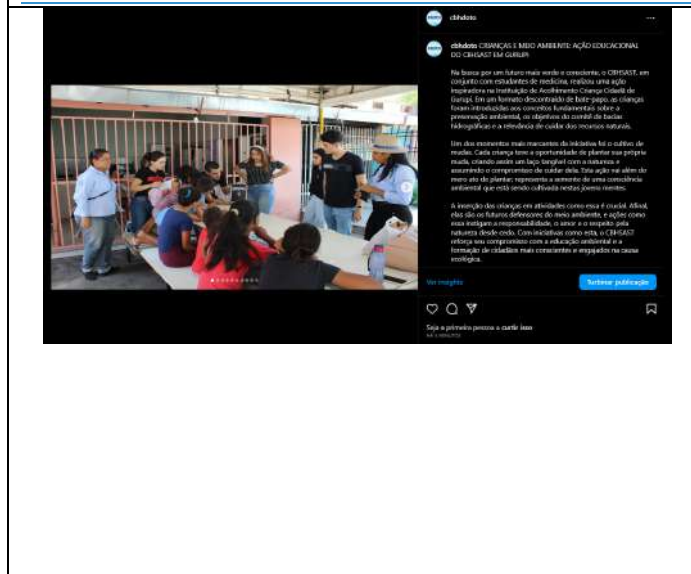 cbhdoto
cbhdoto CRIANÇAS E MEIO AMBIENTE: AÇÃO EDUCACIONAL
DO CBHSAST EM GURUPI
Na busca por um futuro mais verde e consciente, o CBHSAST, em
conjunto com estudantes de medicina, realizou uma ação
inspiradora na Instituição de Acolhimento Criança Cidadã de
Gurupi. Em um formato descontraído de bate-papo, as crianças
foram introduzidas aos conceitos fundamentais sobre a
preservação ambiental, os objetivos do comitê de bacias
hidrográficas e a relevância de cuidar dos recursos naturais.
Um dos momentos mais marcantes da iniciativa foi o cultivo de
mudas. Cada criança teve a oportunidade de plantar sua própria
muda, criando assim um laço tangível com a natureza e
assumindo o compromisso de cuidar dela. Esta ação vai além do
mero ato de plantar; representa a semente de uma consciência
ambiental que está sendo cultivada nestas jovens mentes.
A inserção das crianças em atividades como essa é crucial. Afinal,
elas são os futuros defensores do meio ambiente, e ações como
essa instigam a responsabilidade, o amor e o respeito pela
natureza desde cedo. Com iniciativas como esta, o CBHSAST
reforça seu compromisso com a educação ambiental e a
formação de cidadãos mais conscientes e engajados na causa
ecológica.
Ver insights
Turbinar publicação
Seja a primeira pessoa a curtir isso
MINUTOS